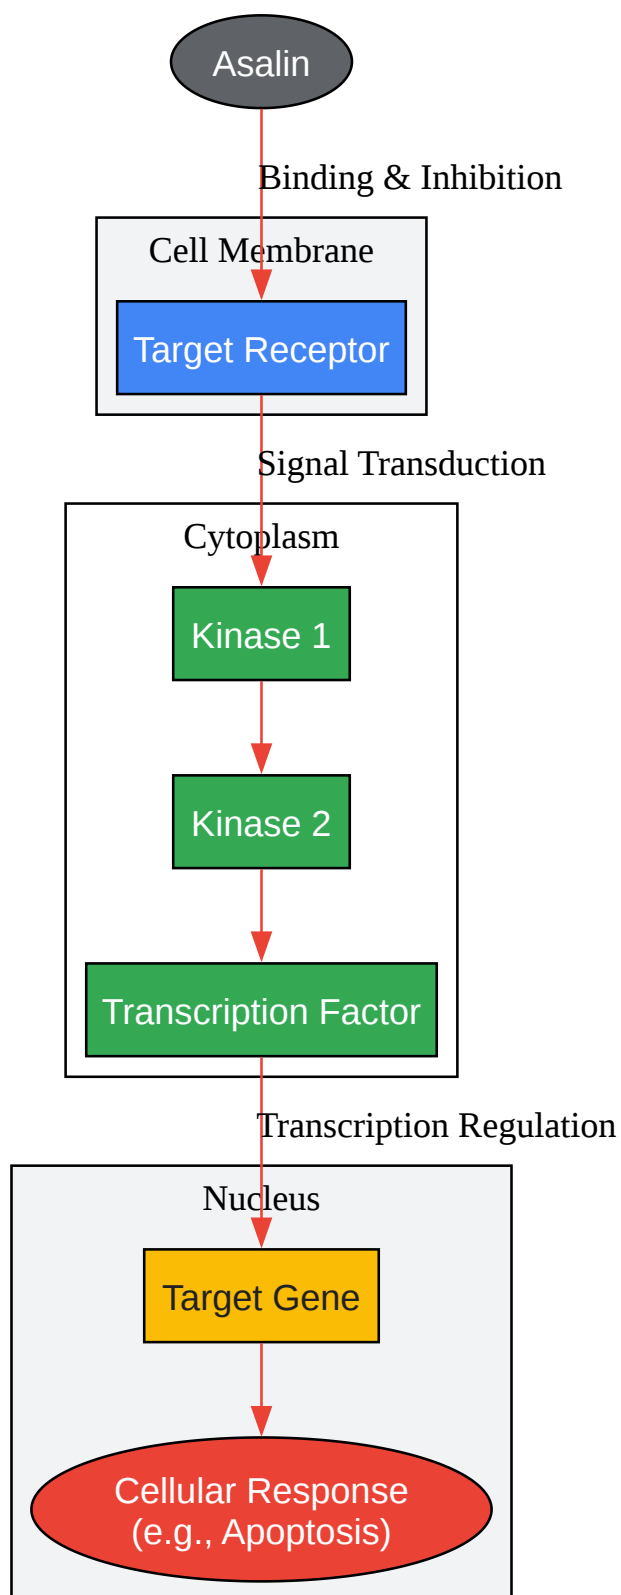 Asalin
Binding & Inhibition
Cell Membrane
Target Receptor
Signal Transduction
Cytoplasm
Kinase 1
Kinase 2
Transcription Factor
Transcription Regulation
Nucleus
Target Gene
Cellular Response
(e.g., Apoptosis)